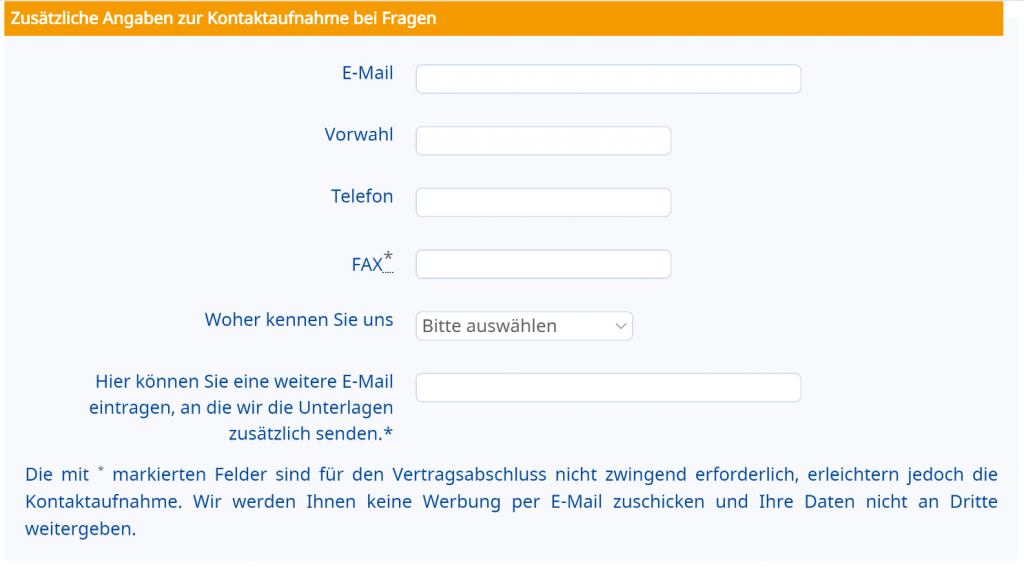 Zusätzliche Angaben zur Kontaktaufnahme bei Fragen
E-Mail
Vorwahl
Telefon
FAX*
Woher kennen Sie uns
Bitte auswählen
Hier können Sie eine weitere E-Mail
eintragen, an die wir die Unterlagen
zusätzlich senden.*
Die mit * markierten Felder sind für den Vertragsabschluss nicht zwingend erforderlich, erleichtern jedoch die
Kontaktaufnahme. Wir werden Ihnen keine Werbung per E-Mail zuschicken und Ihre Daten nicht an Dritte
weitergeben.